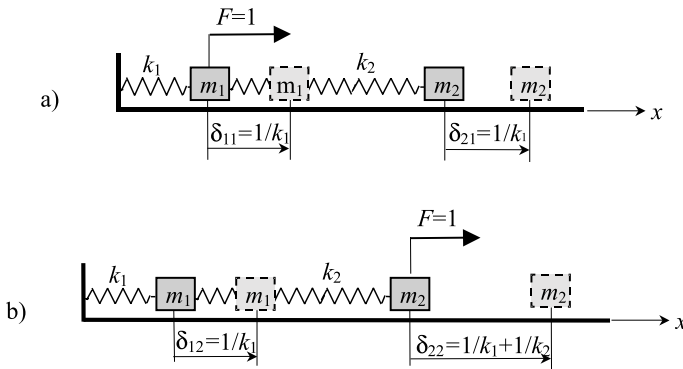 F=1
k₁ k₂
a) m₁ m₁ m₂ m₂
x
δ₁₁=1/k₁ δ₂₁=1/k₁
F=1
k₁ k₂
b) m₁ m₁ m₂ m₂
x
δ₁₂=1/k₁ δ₂₂=1/k₁+1/k₂